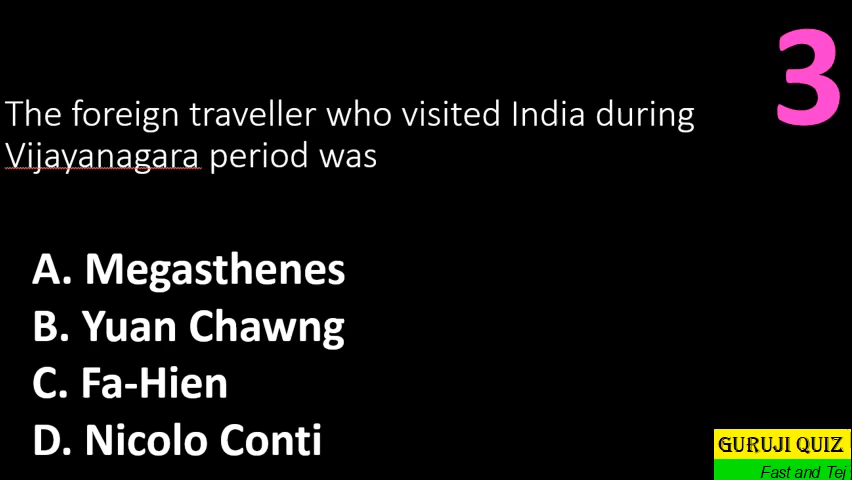 3
The foreign traveller who visited India during
Vijayanagara period was
A. Megasthenes
B. Yuan Chawng
C. Fa-Hien
D. Nicolo Conti
GURUJI QUIZ
Fast and Tej